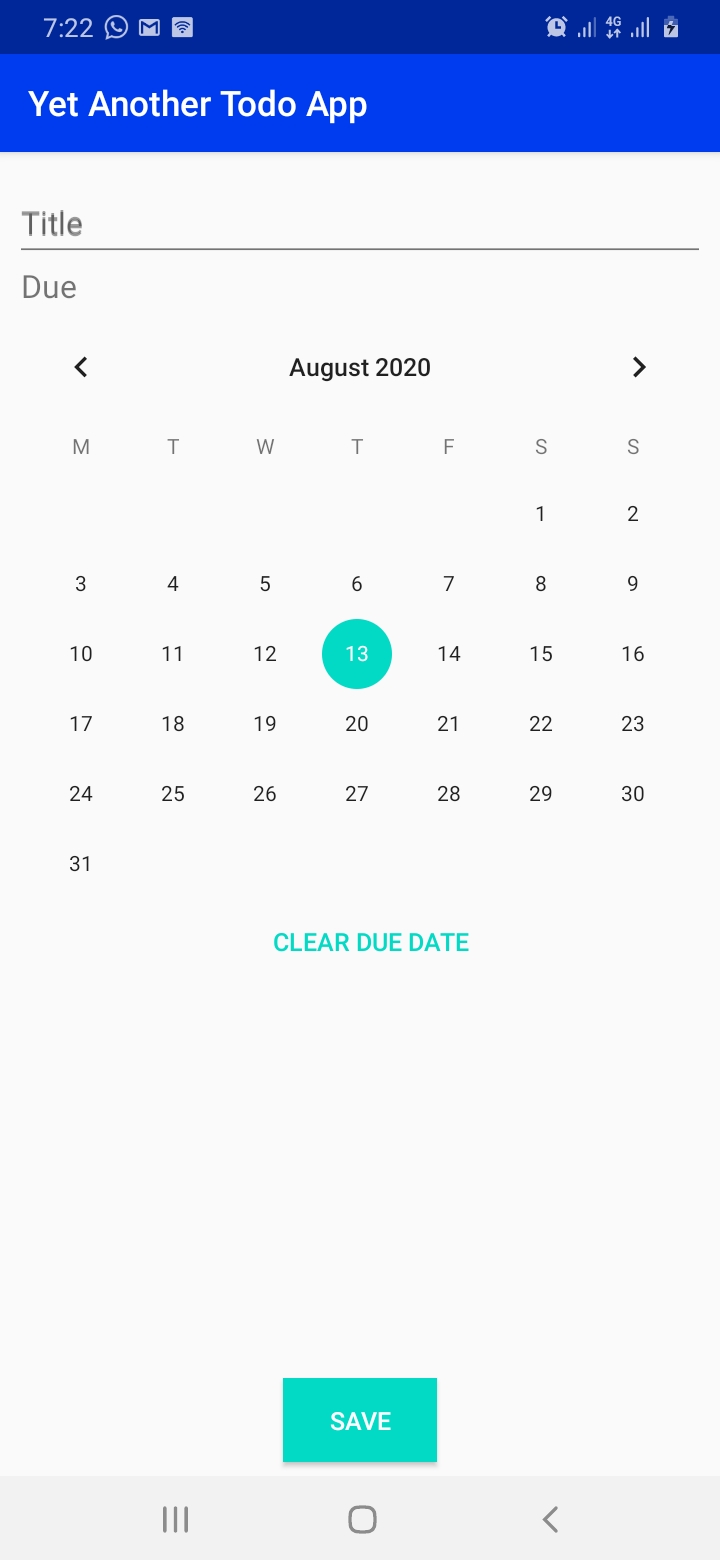 7:22 4G
Yet Another Todo App
Title
Due
August 2020
M T W T F S S
1 2
3 4 5 6 7 8 9
10 11 12 13 14 15 16
17 18 19 20 21 22 23
24 25 26 27 28 29 30
31
CLEAR DUE DATE
SAVE